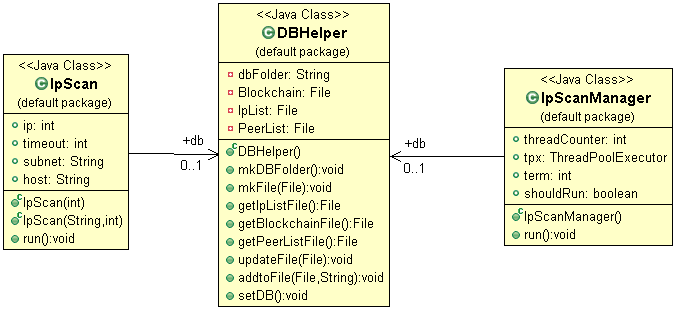 <<Java Class>>
IpScan
(default package)
ip: int
timeout: int
subnet: String
host: String
IpScan(int)
IpScan(String,int)
run():void
+db
0..1
<<Java Class>>
DBHelper
(default package)
dbFolder: String
Blockchain: File
IpList: File
PeerList: File
DBHelper()
mkDBFolder():void
mkFile(File):void
getIpListFile():File
getBlockchainFile():File
getPeerListFile():File
updateFile(File):void
addtoFile(File,String):void
setDB():void
+db
0..1
<<Java Class>>
IpScanManager
(default package)
threadCounter: int
tpx: ThreadPoolExecutor
term: int
shouldRun: boolean
IpScanManager()
run():void